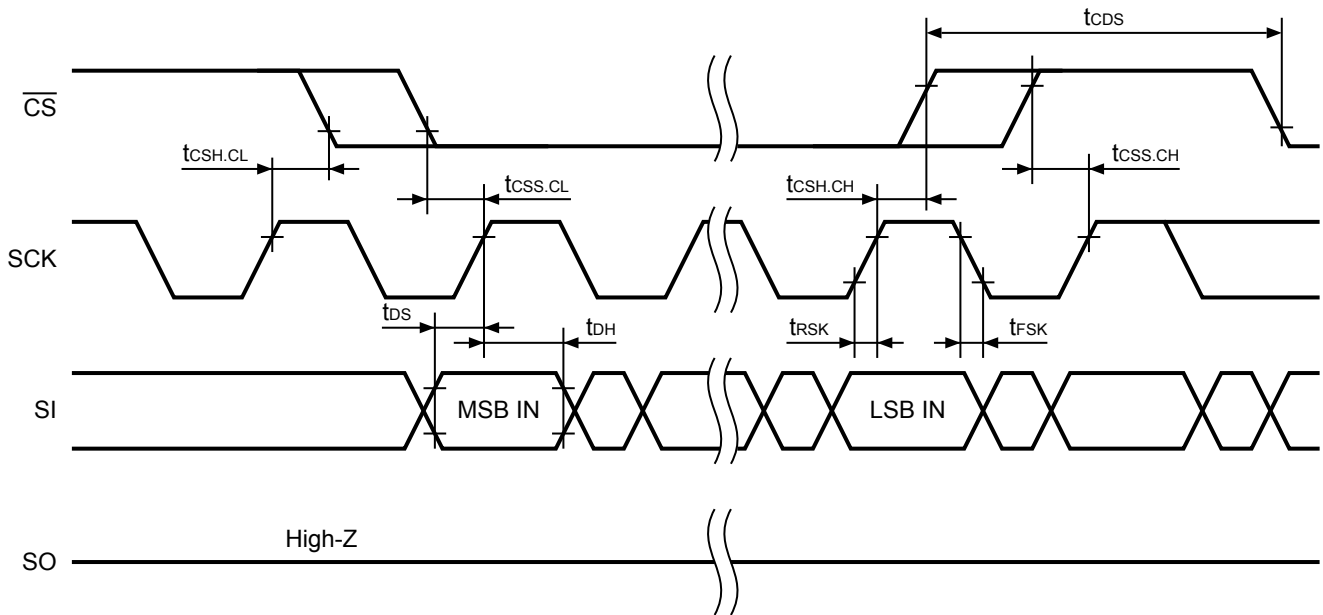 tCDS
CS
tCSH.CL
tCSS.CL
tCSH.CH
tCSS.CH
SCK
tDS
tDH
tRSK
tFSK
SI
MSB IN
LSB IN
High-Z
SO